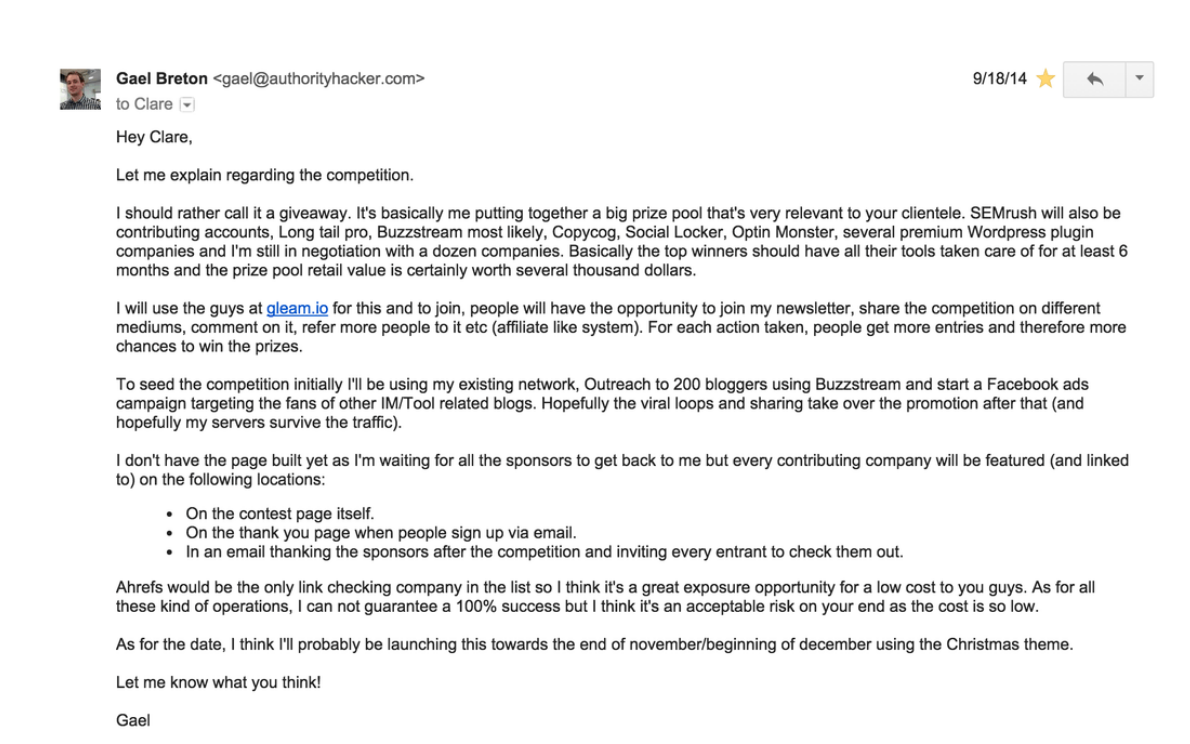 Gael Breton <gael@authorityhacker.com>
9/18/14
to Clare
Hey Clare,
Let me explain regarding the competition.
I should rather call it a giveaway. It's basically me putting together a big prize pool that's very relevant to your clientele. SEMrush will also be
contributing accounts, Long tail pro, Buzzstream most likely, Copycog, Social Locker, Optin Monster, several premium Wordpress plugin
companies and I'm still in negotiation with a dozen companies. Basically the top winners should have all their tools taken care of for at least 6
months and the prize pool retail value is certainly worth several thousand dollars.
I will use the guys at gleam.io for this and to join, people will have the opportunity to join my newsletter, share the competition on different
mediums, comment on it, refer more people to it etc (affiliate like system). For each action taken, people get more entries and therefore more
chances to win the prizes.
To seed the competition initially I'll be using my existing network, Outreach to 200 bloggers using Buzzstream and start a Facebook ads
campaign targeting the fans of other IM/Tool related blogs. Hopefully the viral loops and sharing take over the promotion after that (and
hopefully my servers survive the traffic).
I don't have the page built yet as I'm waiting for all the sponsors to get back to me but every contributing company will be featured (and linked
to) on the following locations:
• On the contest page itself.
• On the thank you page when people sign up via email.
• In an email thanking the sponsors after the competition and inviting every entrant to check them out.
Ahrefs would be the only link checking company in the list so I think it's a great exposure opportunity for a low cost to you guys. As for all
these kind of operations, I can not guarantee a 100% success but I think it's an acceptable risk on your end as the cost is so low.
As for the date, I think I'll probably be launching this towards the end of november/beginning of december using the Christmas theme.
Let me know what you think!
Gael